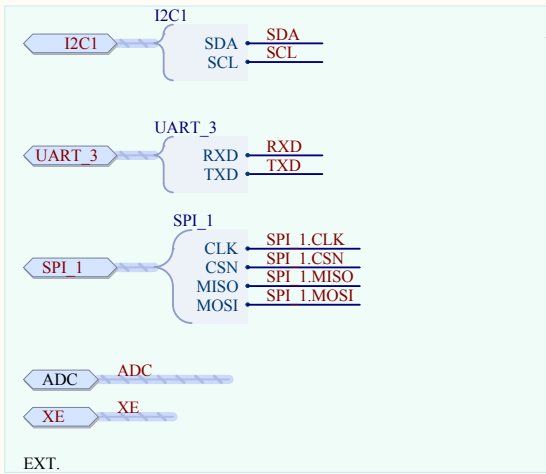 I2C1
I2C1 SDA SDA
SCL SCL
UART_3
UART_3 RXD RXD
TXD TXD
SPI_1
CLK SPI_1.CLK
SPI_1 CSN SPI_1.CSN
MISO SPI_1.MISO
MOSI SPI_1.MOSI
ADC ADC
XE XE
EXT.